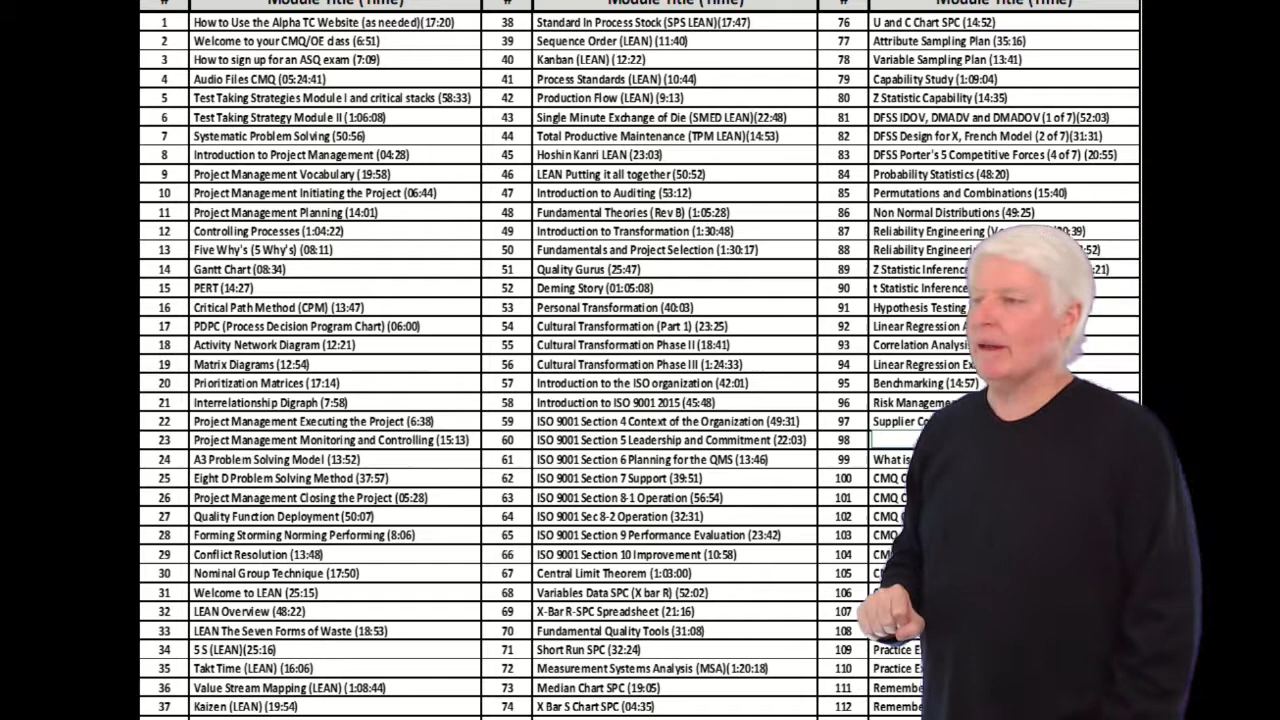 # Module Title (Time) # Module Title (Time) # Module Title (Time)
1 How to Use the Alpha TC Website (as needed)(17:20) 38 Standard In Process Stock (SPS LEAN)(17:47) 76 U and C Chart SPC (14:52)
2 Welcome to your CMQ/OE class (6:51) 39 Sequence Order (LEAN) (11:40) 77 Attribute Sampling Plan (35:16)
3 How to sign up for an ASQ exam (7:09) 40 Kanban (LEAN) (12:22) 78 Variable Sampling Plan (13:41)
4 Audio Files CMQ (05:24:41) 41 Process Standards (LEAN) (10:44) 79 Capability Study (1:09:04)
5 Test Taking Strategies Module I and critical stacks (58:33) 42 Production Flow (LEAN) (9:13) 80 Z Statistic Capability (14:35)
6 Test Taking Strategy Module II (1:06:08) 43 Single Minute Exchange of Die (SMED LEAN)(22:48) 81 DFSS IDOV, DMADV and DMADOV (1 of 7)(52:03)
7 Systematic Problem Solving (50:56) 44 Total Productive Maintenance (TPM LEAN)(14:53) 82 DFSS Design for X, French Model (2 of 7)(31:31)
8 Introduction to Project Management (04:28) 45 Hoshin Kanri LEAN (23:03) 83 DFSS Porter's 5 Competitive Forces (4 of 7) (20:55)
9 Project Management Vocabulary (19:58) 46 LEAN Putting it all together (50:52) 84 Probability Statistics (48:20)
10 Project Management Initiating the Project (06:44) 47 Introduction to Auditing (53:12) 85 Permutations and Combinations (15:40)
11 Project Management Planning (14:01) 48 Fundamental Theories (Rev B) (1:05:28) 86 Non Normal Distributions (49:25)
12 Controlling Processes (1:04:22) 49 Introduction to Transformation (1:30:48) 87 Reliability Engineering
13 Five Why's (5 Why's) (08:11) 50 Fundamentals and Project Selection (1:30:17) 88 Reliability Engineering
14 Gantt Chart (08:34) 51 Quality Gurus (25:47) 89 Z Statistic
15 PERT (14:27) 52 Deming Story (01:05:08) 90 t Statistic
16 Critical Path Method (CPM) (13:47) 53 Personal Transformation (40:03) 91 Hypothesis Testing
17 PDPC (Process Decision Program Chart) (06:00) 54 Cultural Transformation (Part 1) (23:25) 92 Linear Regression
18 Activity Network Diagram (12:21) 55 Cultural Transformation Phase II (18:41) 93 Correlation
19 Matrix Diagrams (12:54) 56 Cultural Transformation Phase III (1:24:33) 94 Linear Regression
20 Prioritization Matrices (17:14) 57 Introduction to the ISO organization (42:01) 95 Benchmarking (14:57)
21 Interrelationship Digraph (7:58) 58 Introduction to ISO 9001 2015 (45:48) 96 Risk
22 Project Management Executing the Project (6:38) 59 ISO 9001 Section 4 Context of the Organization (49:31) 97 Supplier
23 Project Management Monitoring and Controlling (15:13) 60 ISO 9001 Section 5 Leadership and Commitment (22:03) 98
24 A3 Problem Solving Model (13:52) 61 ISO 9001 Section 6 Planning for the QMS (13:46) 99 What is
25 Eight D Problem Solving Method (37:57) 62 ISO 9001 Section 7 Support (39:51) 100 CMQ
26 Project Management Closing the Project (05:28) 63 ISO 9001 Section 8-1 Operation (56:54) 101 CMQ
27 Quality Function Deployment (50:07) 64 ISO 9001 Sec 8-2 Operation (32:31) 102 CMQ
28 Forming Storming Norming Performing (8:06) 65 ISO 9001 Section 9 Performance Evaluation (23:42) 103 CMQ
29 Conflict Resolution (13:48) 66 ISO 9001 Section 10 Improvement (10:58) 104
30 Nominal Group Technique (17:50) 67 Central Limit Theorem (1:03:00) 105
31 Welcome to LEAN (25:15) 68 Variables Data SPC (X bar R) (52:02) 106
32 LEAN Overview (48:22) 69 X-Bar R-SPC Spreadsheet (21:16) 107
33 LEAN The Seven Forms of Waste (18:53) 70 Fundamental Quality Tools (31:08) 108
34 5 S (LEAN)(25:16) 71 Short Run SPC (32:24) 109 Practice
35 Takt Time (LEAN) (16:06) 72 Measurement Systems Analysis (MSA)(1:20:18) 110 Practice
36 Value Stream Mapping (LEAN) (1:08:44) 73 Median Chart SPC (19:05) 111
37 Kaizen (LEAN) (19:54) 74 X Bar S Chart SPC (04:35) 112